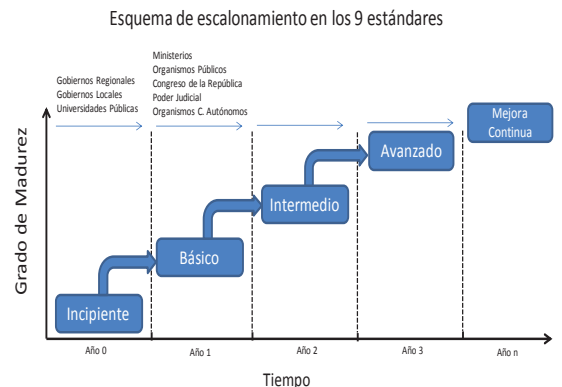 Esquema de escalonamiento en los 9 estándares
Gobiernos Regionales
Gobiernos Locales
Universidades Públicas
Ministerios
Organismos Públicos
Congreso de la República
Poder Judicial
Organismos C. Autónomos
Grado de Madurez
Incipiente
Básico
Intermedio
Avanzado
Mejora
Continua
Año 0
Año 1
Año 2
Año 3
Año n
Tiempo